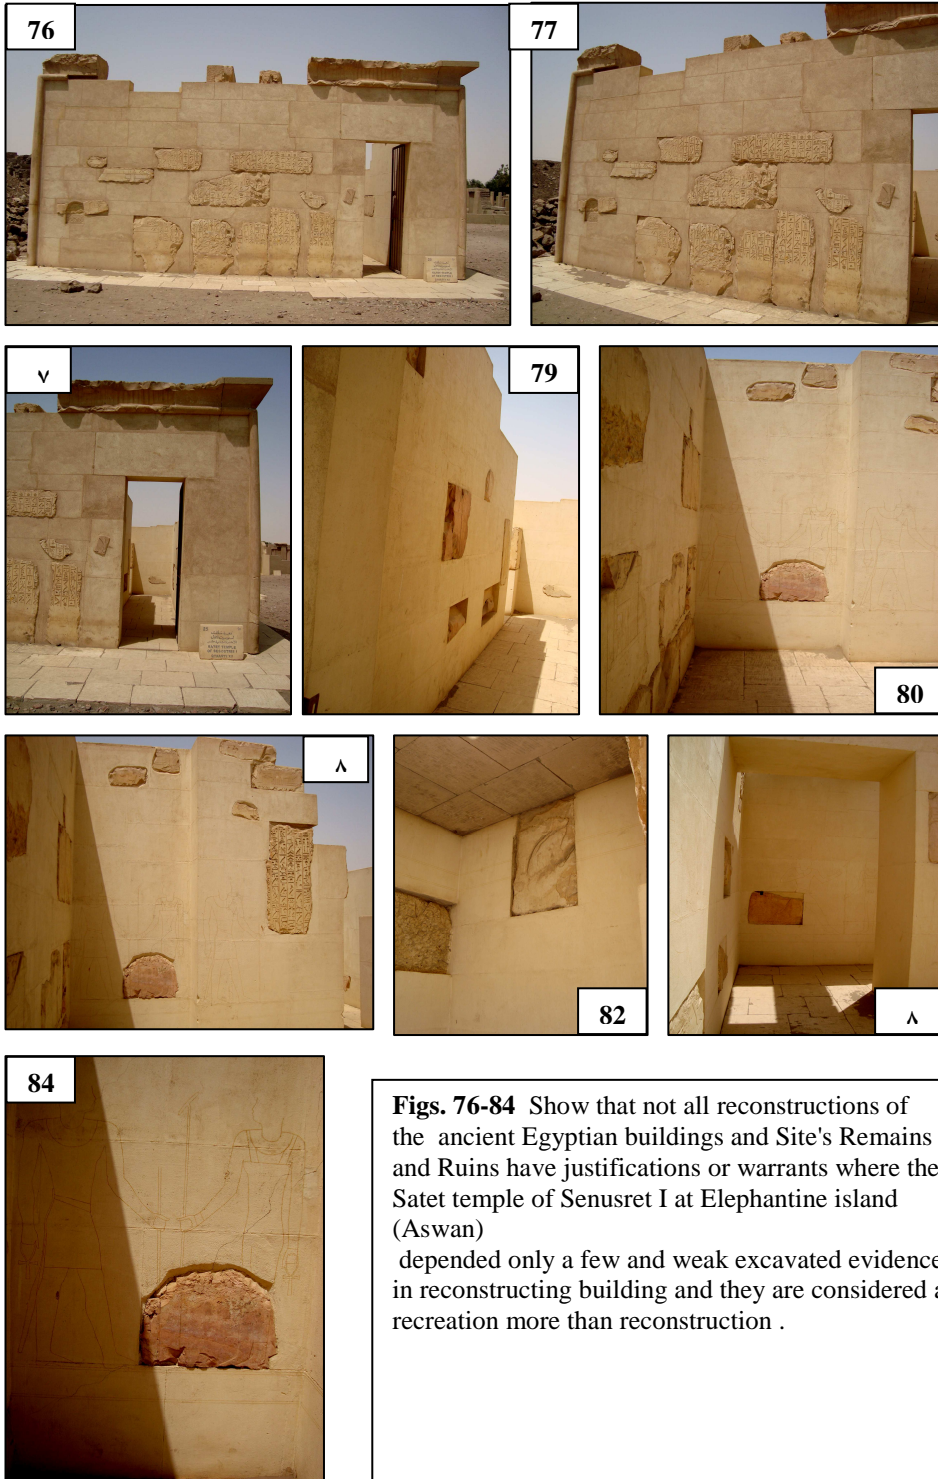 76
77
٧
79
80
٨
82
٨
84
SATET TEMPLE
Figs. 76-84 Show that not all reconstructions of
the ancient Egyptian buildings and Site's Remains
and Ruins have justifications or warrants where the
Satet temple of Senusret I at Elephantine island
(Aswan)
depended only a few and weak excavated evidence
in reconstructing building and they are considered a
recreation more than reconstruction .